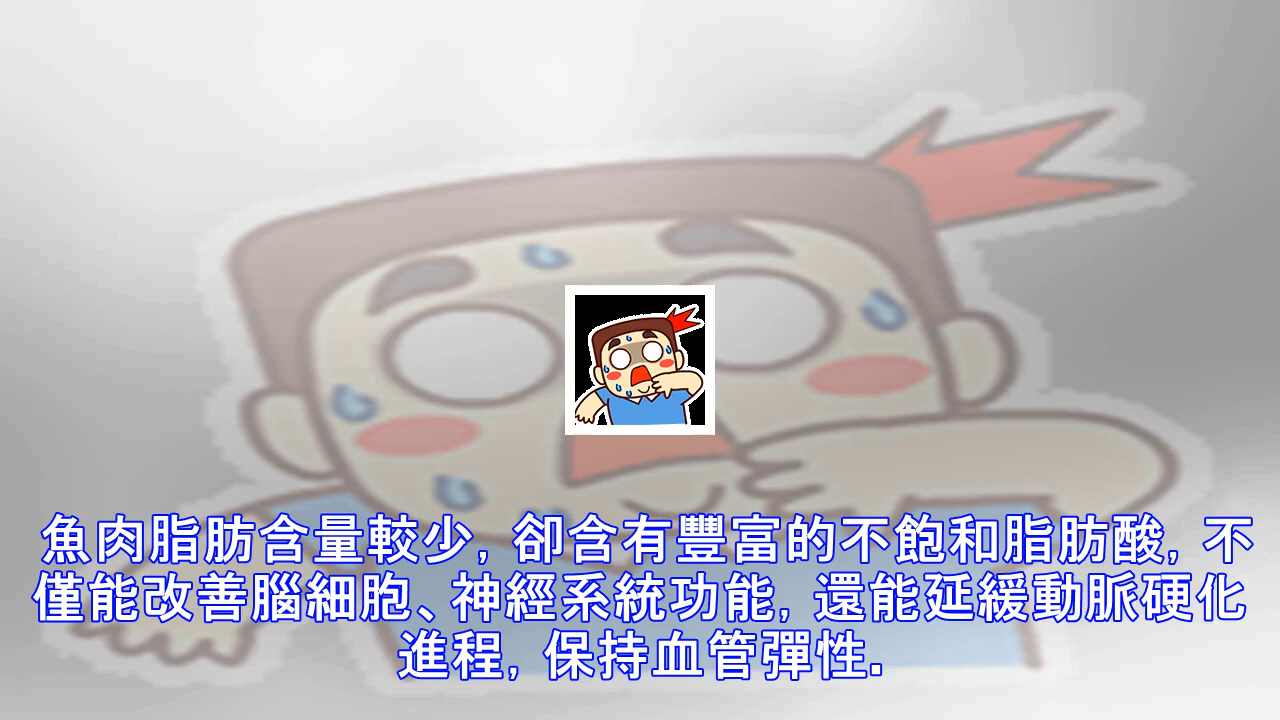 魚肉脂肪含量較少, 卻含有豐富的不飽和脂肪酸, 不
僅能改善腦細胞、神經系統功能, 還能延緩動脈硬化
進程, 保持血管彈性.